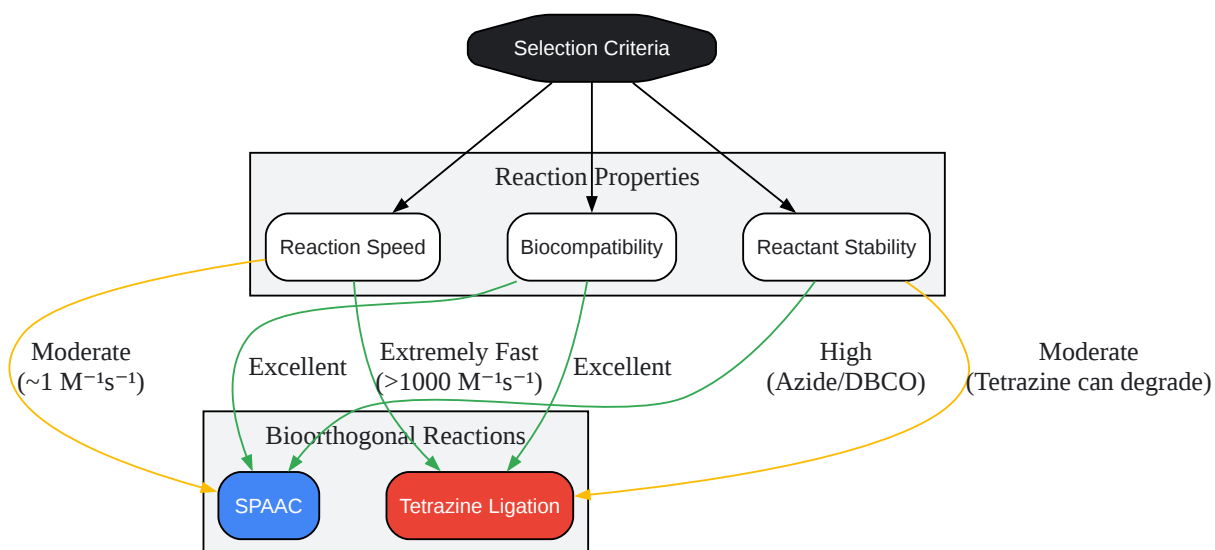 Selection Criteria
Reaction Properties
Reaction Speed
Biocompatibility
Reactant Stability
Moderate
(~1 M⁻¹s⁻¹)
Excellent
Extremely Fast
(>1000 M⁻¹s⁻¹)
Excellent
High
(Azide/DBCO)
Moderate
(Tetrazine can degrade)
Bioorthogonal Reactions
SPAAC
Tetrazine Ligation